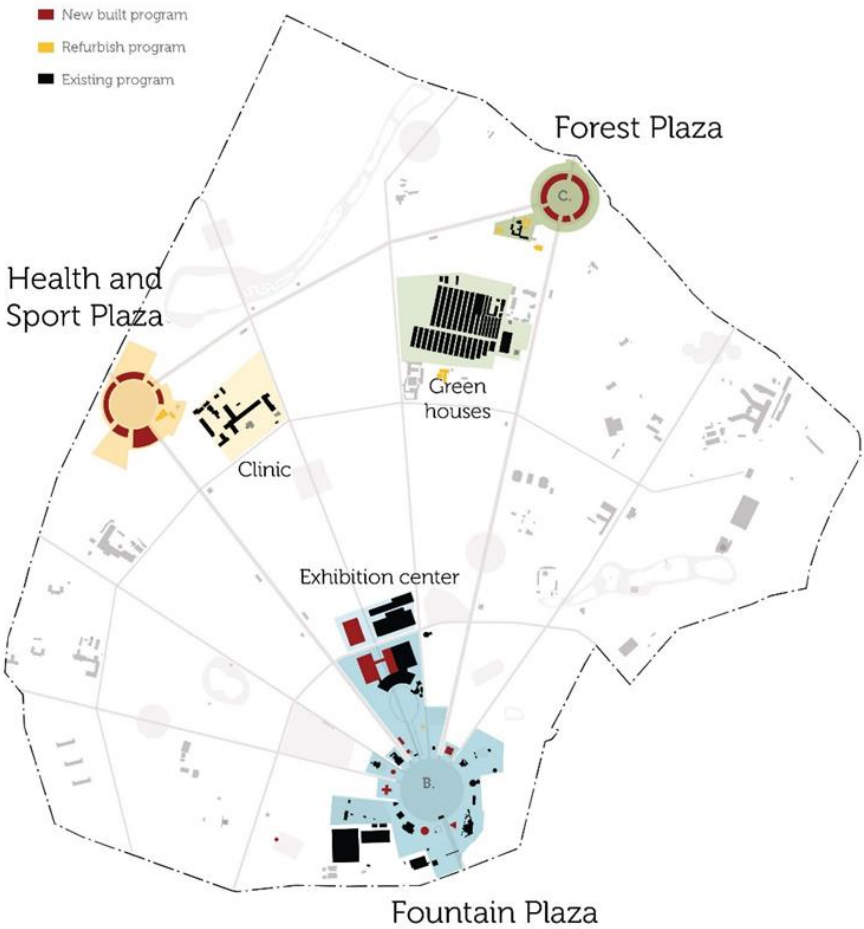 New built program
Refurbish program
Existing program
Forest Plaza
C.
Health and
Sport Plaza
Green
houses
Clinic
Exhibition center
B.
Fountain Plaza